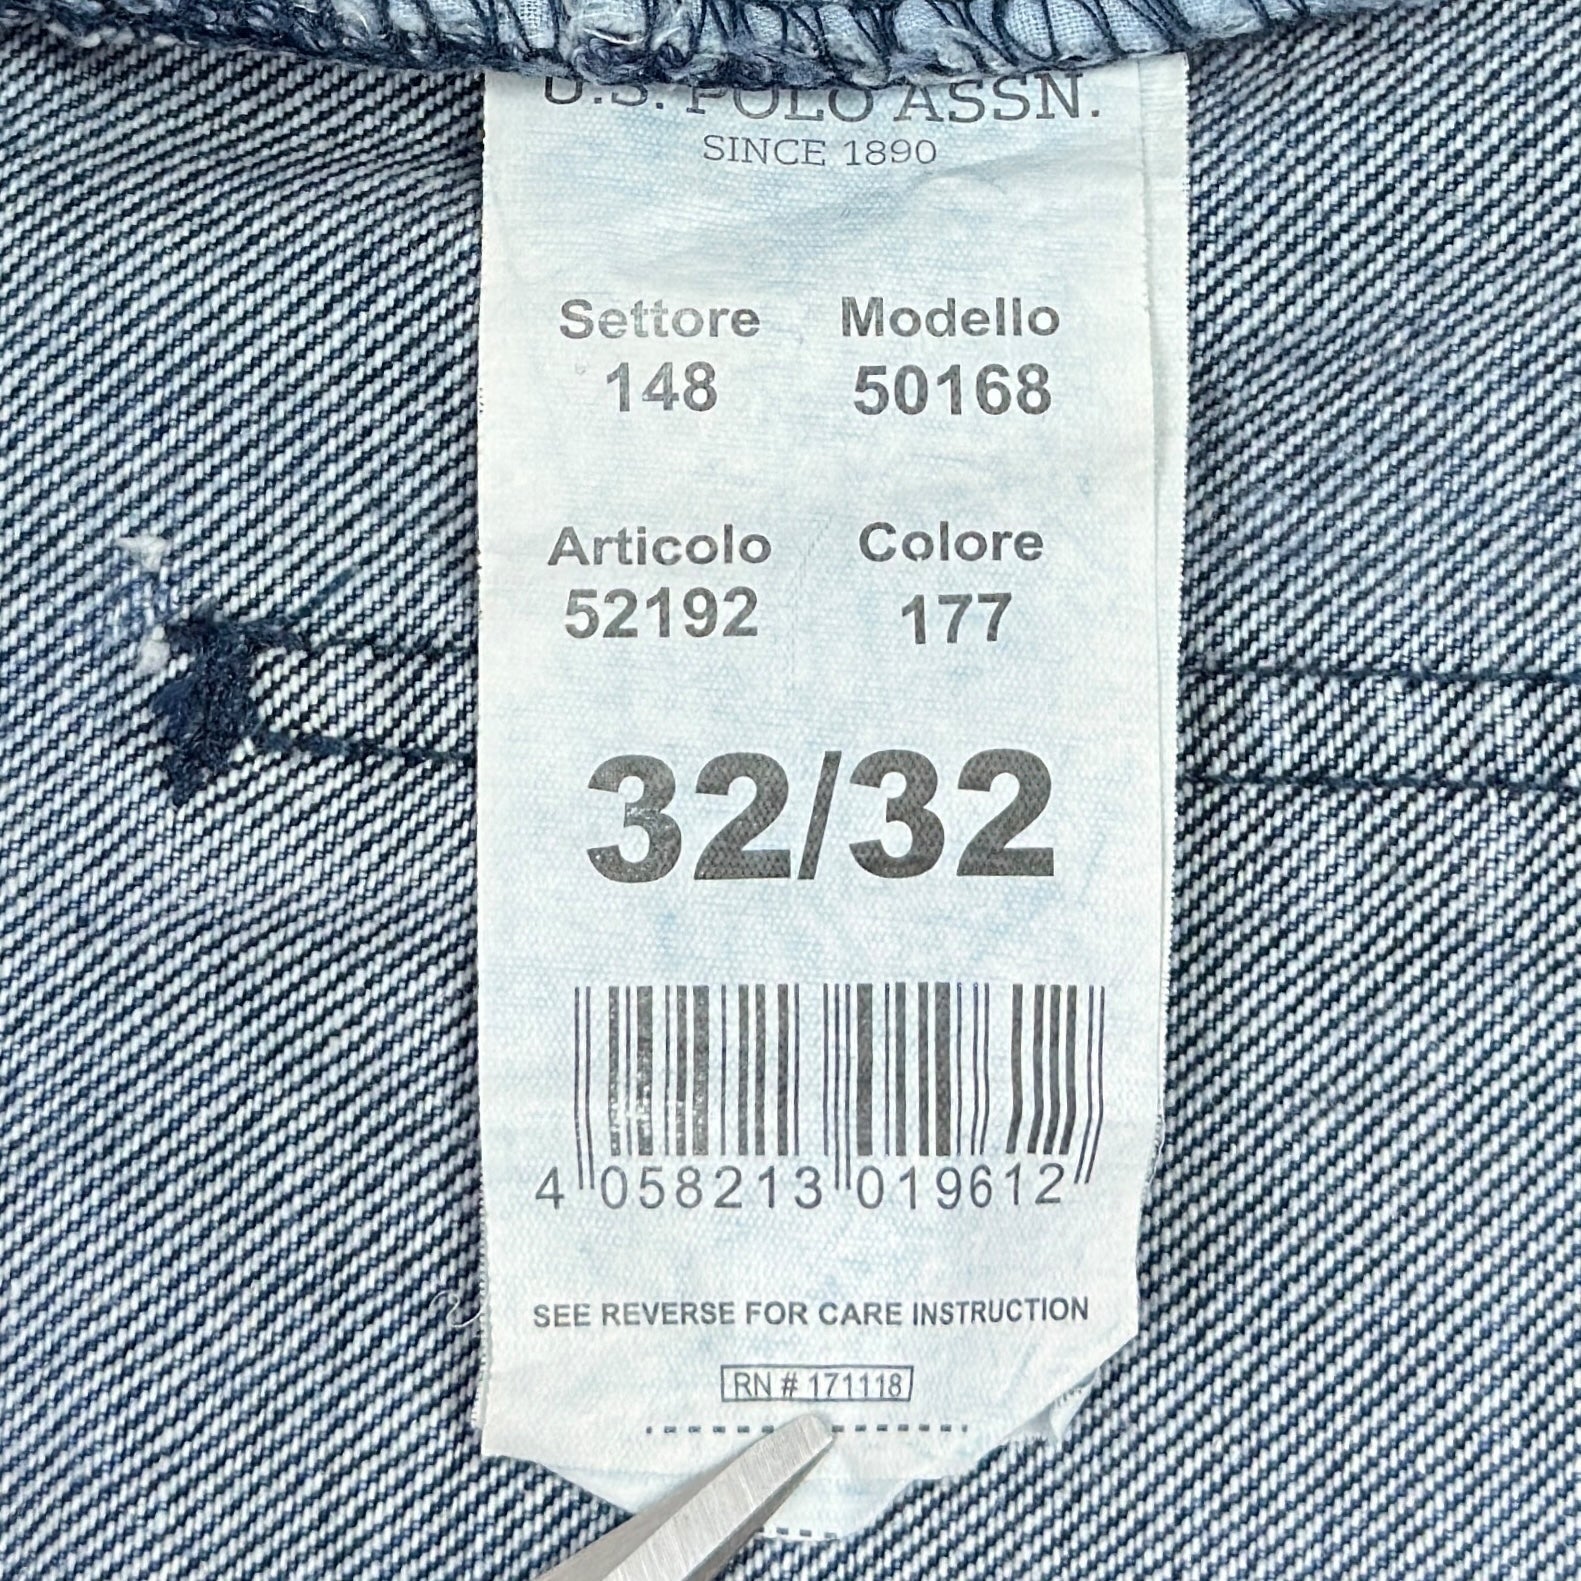 U.S. POLO ASSN.
SINCE 1890
Settore Modello
148 50168
Articolo Colore
52192 177
32/32
4 058213 019612
SEE REVERSE FOR CARE INSTRUCTION
RN # 171118